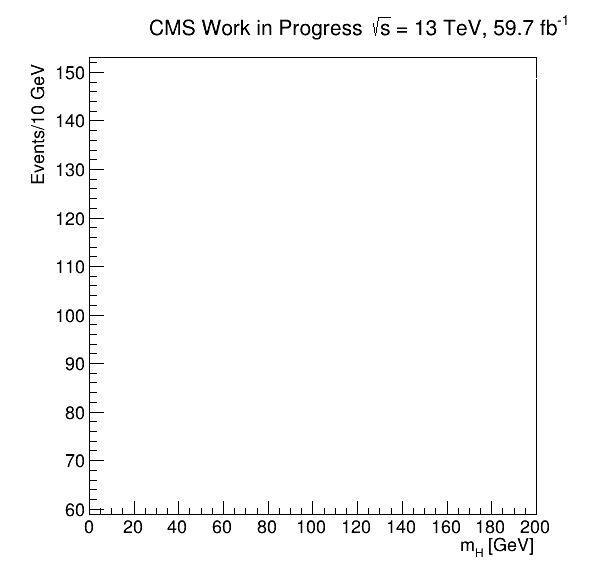 CMS Work in Progress √s = 13 TeV, 59.7 fb⁻¹
Events/10 GeV
150
140
130
120
110
100
90
80
70
60
0 20 40 60 80 100 120 140 160 180 200
m_H [GeV]